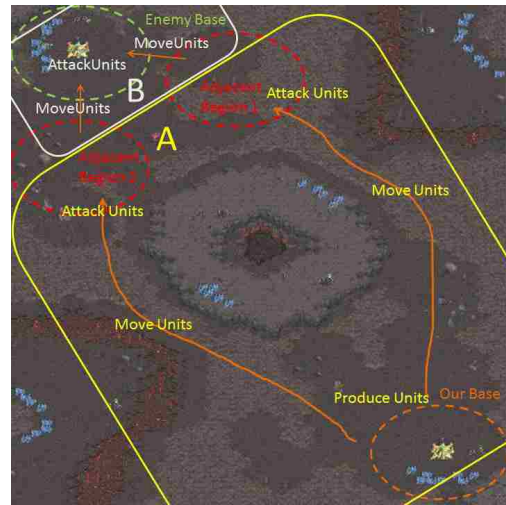 Enemy Base
MoveUnits
AttackUnits
B
MoveUnits
Adjacent
Region 1
Attack Units
A
Adjacent
Region 2
Attack Units
Move Units
Move Units
Produce Units
Our Base